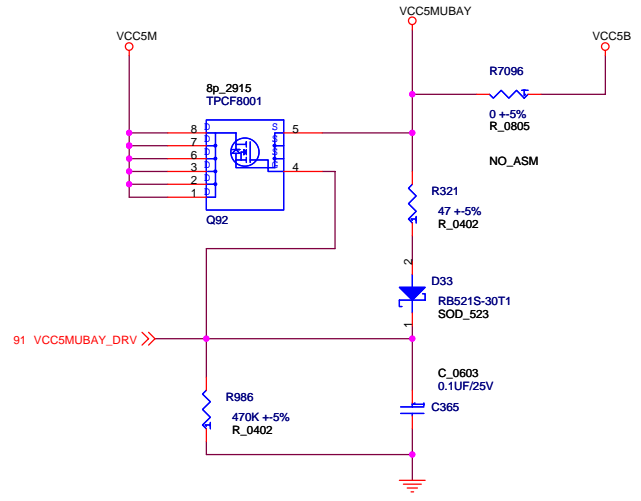 VCC5M
VCC5MUBAY
VCC5B
R7096
0 +-5%
R_0805
NO_ASM
8p_2915
TPCF8001
8 D S 5
7 D S
6 D S
3 D G 4
2 D
1 D
Q92
R321
47 +-5%
R_0402
2
D33
RB521S-30T1
SOD_523
1
91 VCC5MUBAY_DRV
R986
470K +-5%
R_0402
C_0603
0.1UF/25V
C365